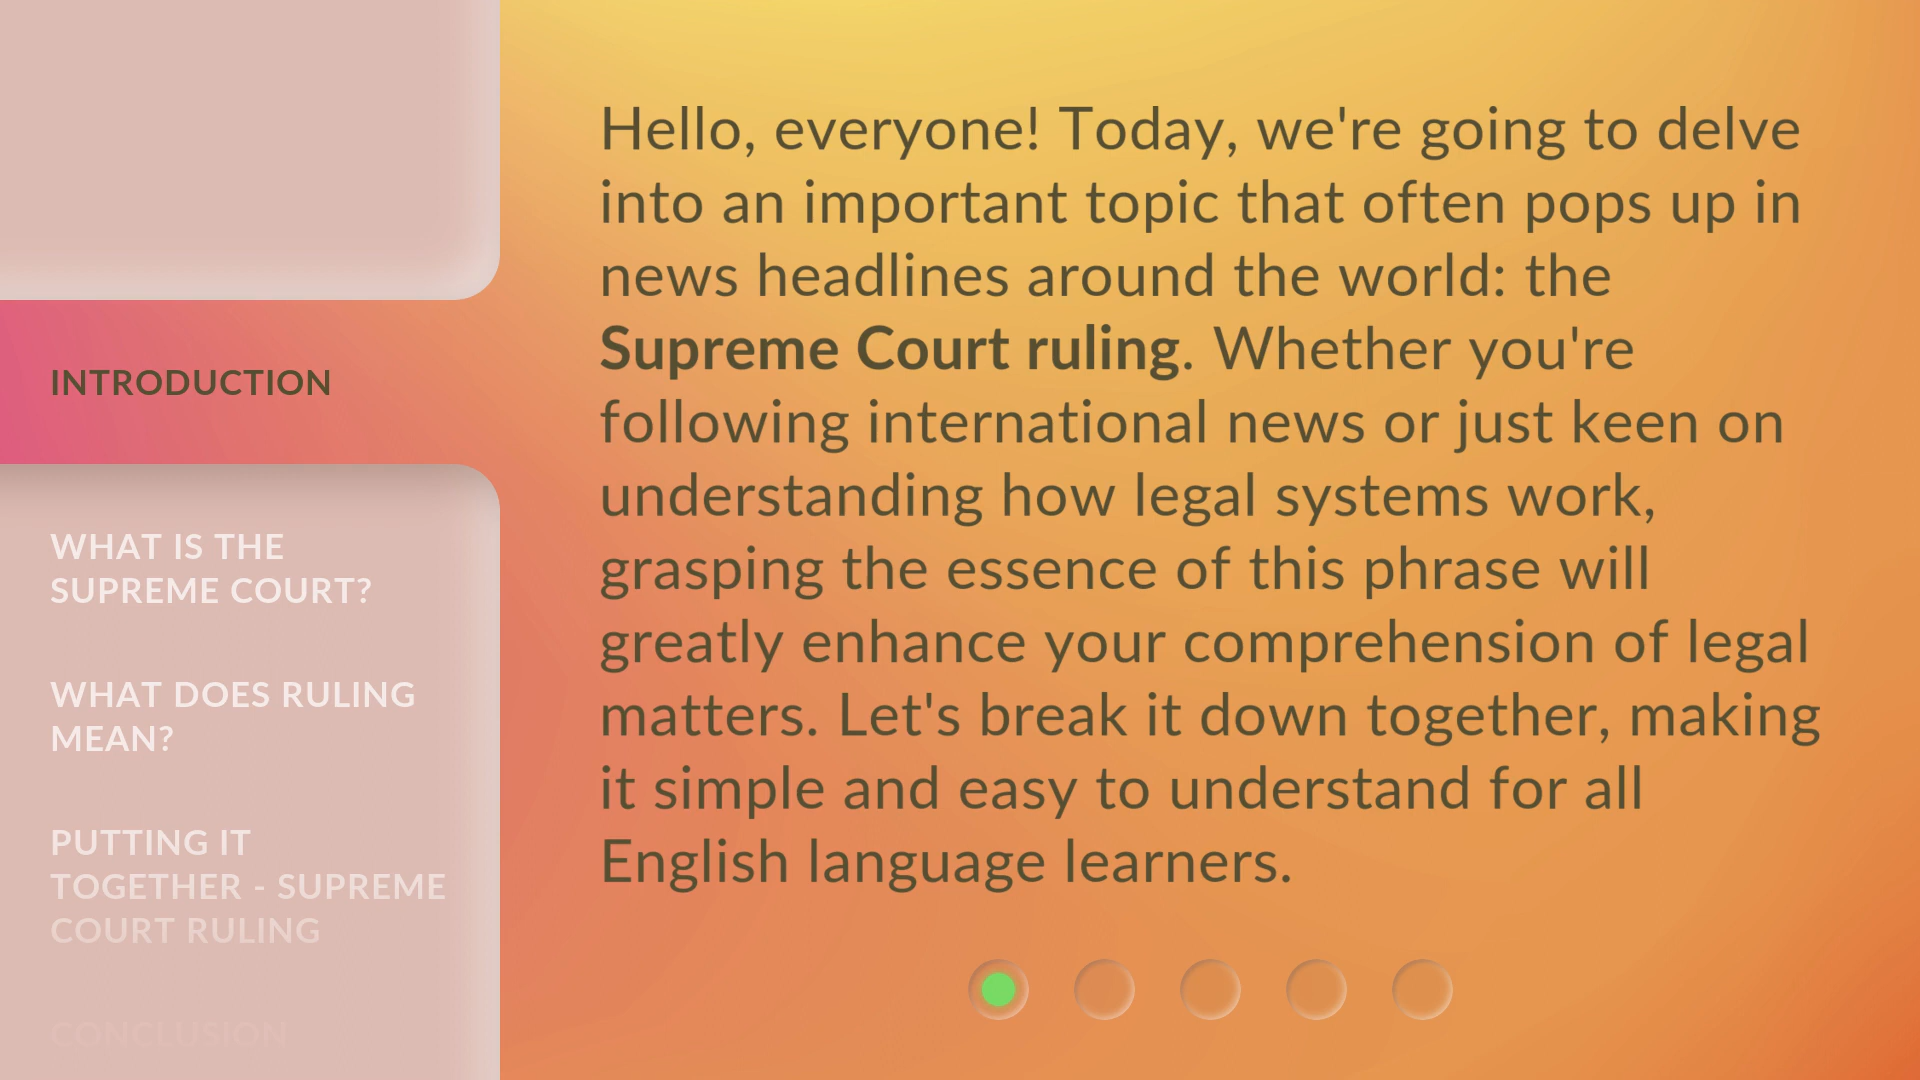 INTRODUCTION
WHAT IS THE
SUPREME COURT?
WHAT DOES RULING
MEAN?
PUTTING IT
TOGETHER - SUPREME
COURT RULING
CONCLUSION
Hello, everyone! Today, we're going to delve
into an important topic that often pops up in
news headlines around the world: the
Supreme Court ruling. Whether you're
following international news or just keen on
understanding how legal systems work,
grasping the essence of this phrase will
greatly enhance your comprehension of legal
matters. Let's break it down together, making
it simple and easy to understand for all
English language learners.